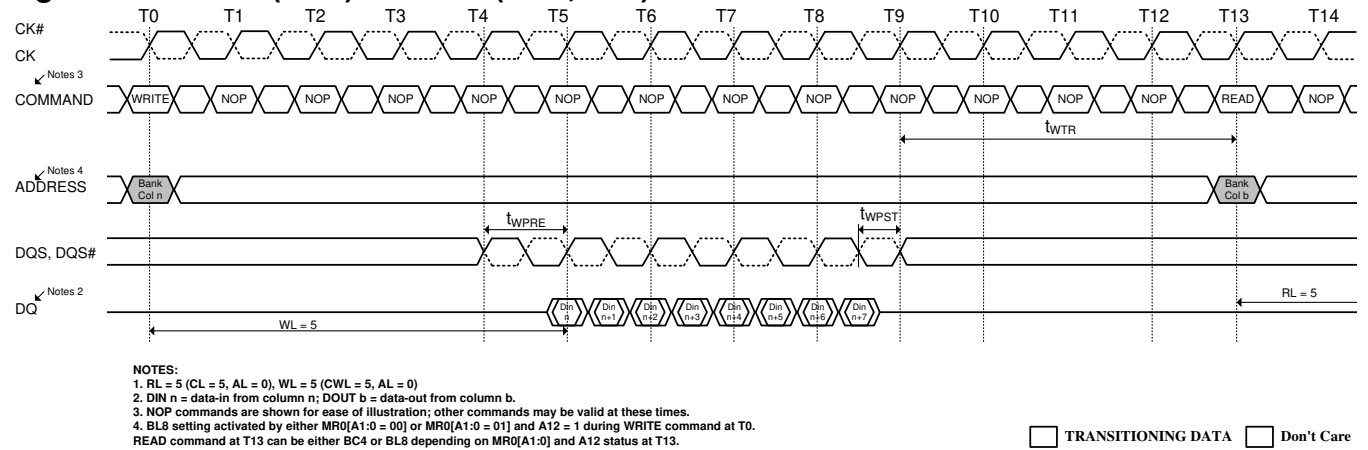 T0 T1 T2 T3 T4 T5 T6 T7 T8 T9 T10 T11 T12 T13 T14
CK#
CK
Notes 3
COMMAND WRITE NOP NOP NOP NOP NOP NOP NOP NOP NOP NOP NOP NOP READ NOP
tWTR
Notes 4
ADDRESS
Bank Bank
Col n Col b
tWPRE tWPST
DQS, DQS#
Notes 2
DQ
Din Din Din Din Din Din Din Din
n n+1 n+2 n+3 n+4 n+5 n+6 n+7
RL = 5
WL = 5
NOTES:
1. RL = 5 (CL = 5, AL = 0), WL = 5 (CWL = 5, AL = 0)
2. DIN n = data-in from column n; DOUT b = data-out from column b.
3. NOP commands are shown for ease of illustration; other commands may be valid at these times.
4. BL8 setting activated by either MR0[A1:0 = 00] or MR0[A1:0 = 01] and A12 = 1 during WRITE command at T0.
READ command at T13 can be either BC4 or BL8 depending on MR0[A1:0] and A12 status at T13.
TRANSITIONING DATA Don't Care